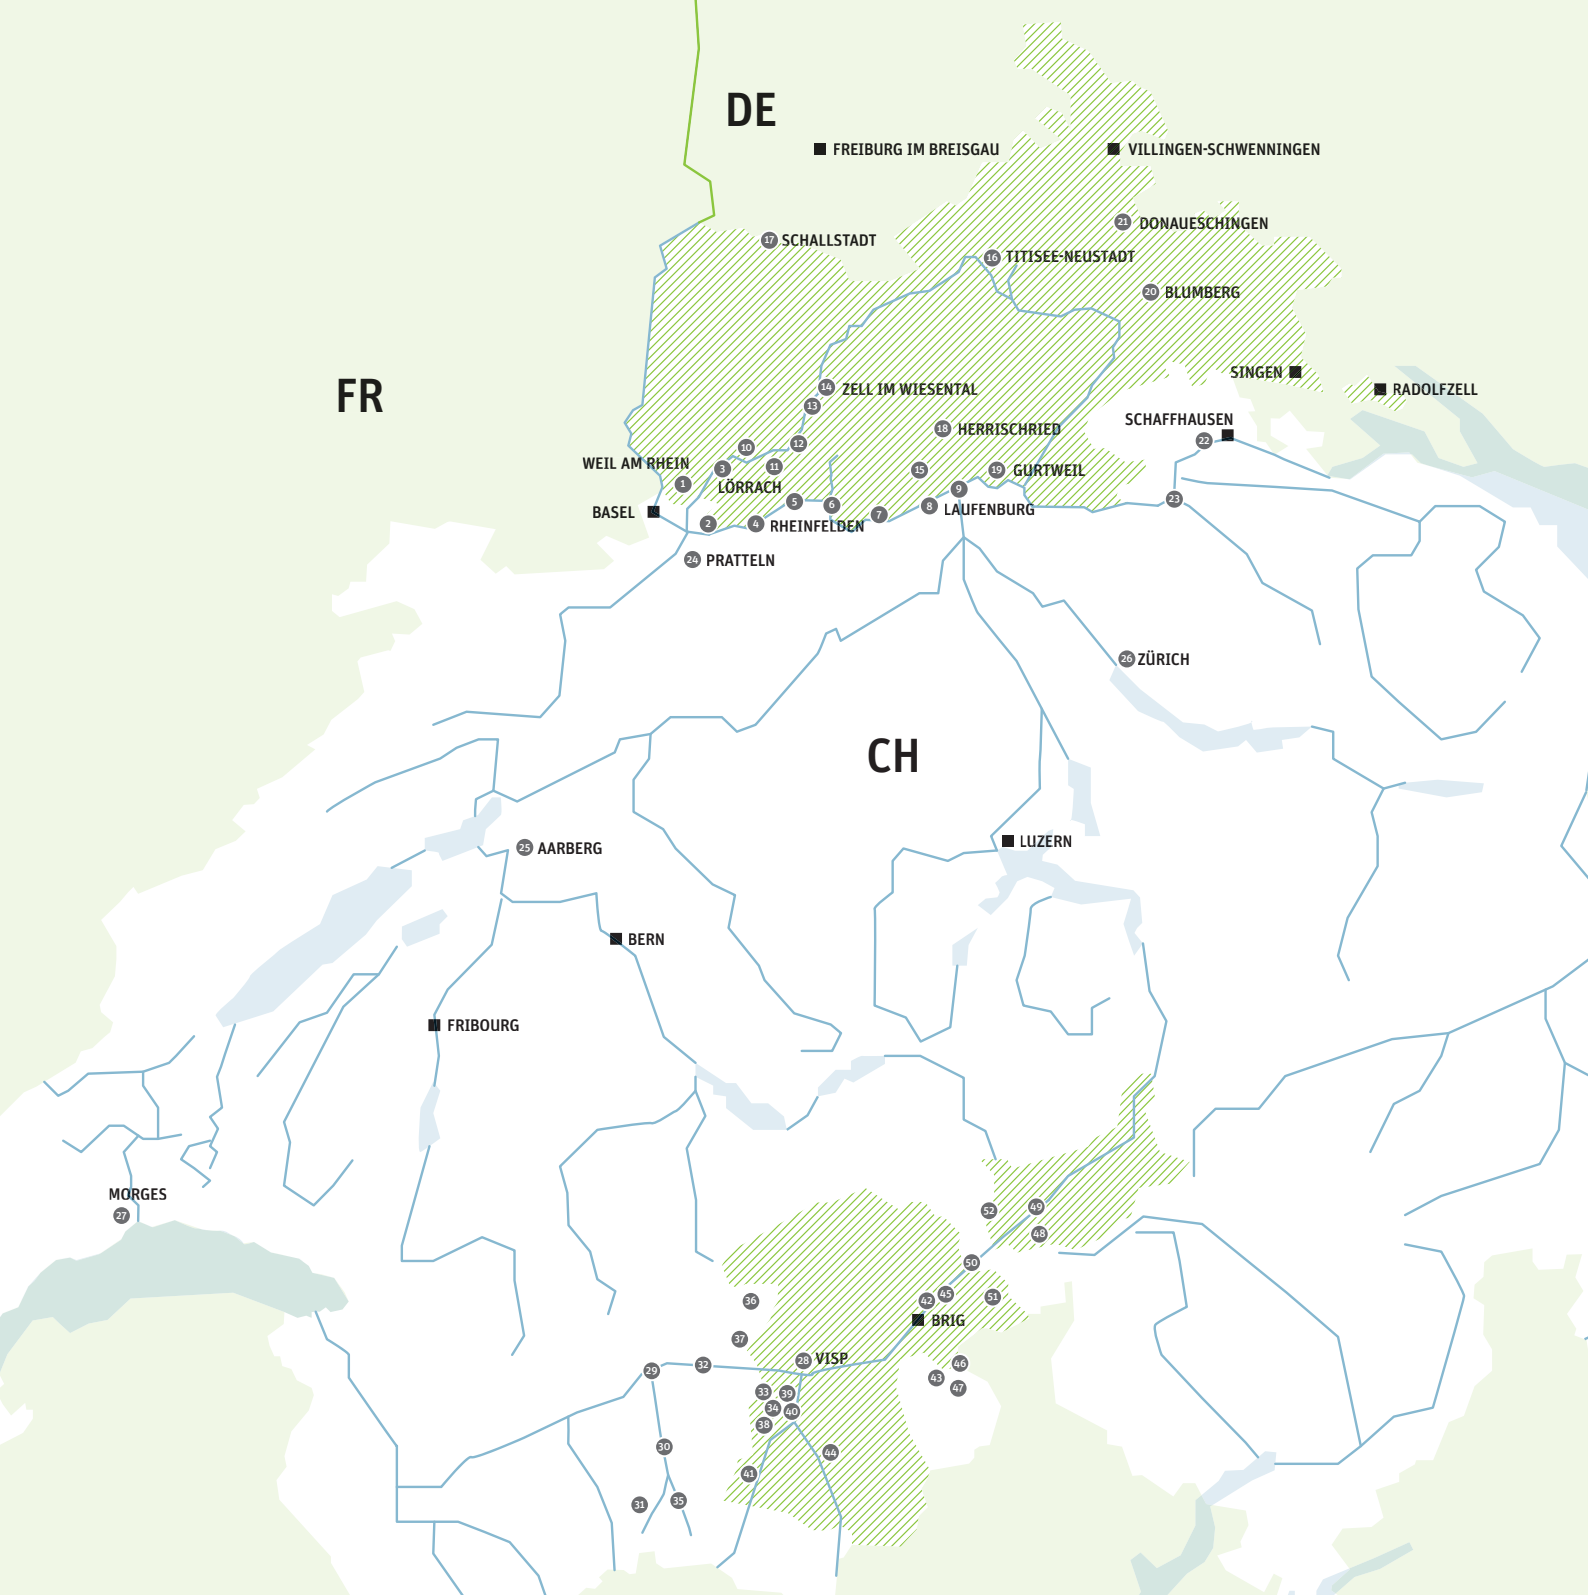 DE
FREIBURG IM BREISGAU
VILLINGEN-SCHWENNINGEN
21 DONAUESCHINGEN
17 SCHALLSTADT
16 TITISEE-NEUSTADT
20 BLUMBERG
FR
SINGEN
14 ZELL IM WIESENTAL
RADOLFZELL
13
SCHAFFHAUSEN
18 HERRISCHRIED
22
12
10
WEIL AM RHEIN
3
11
15
19 GURTWEIL
1
LÖRRACH
9
23
5
6
8 LAUFENBURG
BASEL
7
2
4 RHEINFELDEN
24 PRATTELN
26 ZÜRICH
CH
LUZERN
25 AARBERG
BERN
FRIBOURG
MORGES
27
52
49
48
50
36
42
45
51
BRIG
37
28 VISP
29
32
46
43
47
33
39
34
40
38
30
44
41
31
35